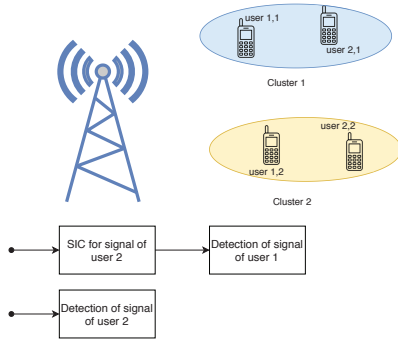 user 1,1
user 2,1
Cluster 1
user 2,2
user 1,2
Cluster 2
SIC for signal of
user 2
Detection of signal
of user 1
Detection of signal
of user 2